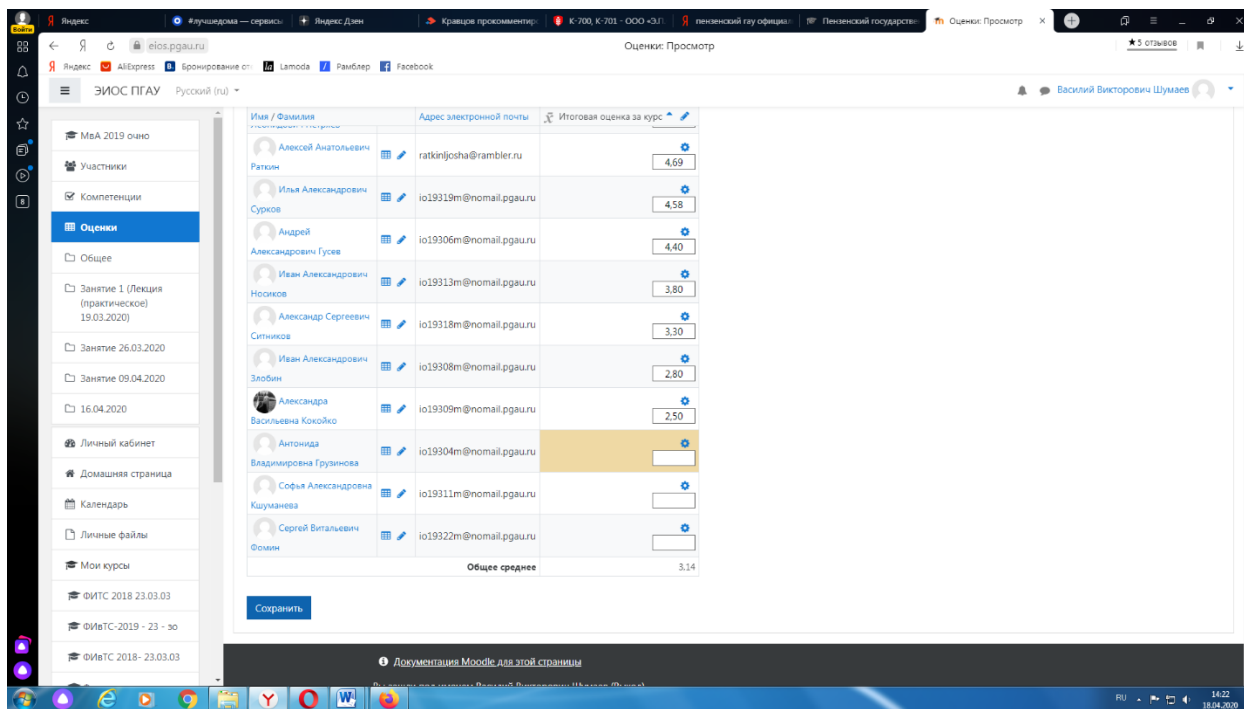 Яндекс
#лучшедома — сервисы
Яндекс Дзен
Кравцов прокомментир
К-700, К-701 - ООО «З.Г.
пензенский гау официал
Пензенский государстве
Оценки: Просмотр
Войти
eios.pgau.ru
Оценки: Просмотр
★ 5 отзывов
Яндекс
AliExpress
Бронирование от
Lamoda
Рамблер
Facebook
ЭИОС ПГАУ
Русский (ru)
Василий Викторович Шумаев
МвА 2019 очно
Участники
Компетенции
Оценки
Общее
Занятие 1 (Лекция
(практическое)
19.03.2020)
Занятие 26.03.2020
Занятие 09.04.2020
16.04.2020
Личный кабинет
Домашняя страница
Календарь
Личные файлы
Мои курсы
ФИТС 2018 23.03.03
ФИвТС-2019 - 23 - зо
ФИвТС 2018- 23.03.03
Имя / Фамилия
Адрес электронной почты
Итоговая оценка за курс
Алексей Анатольевич
Раткин
ratkinljosha@rambler.ru
4,69
Илья Александрович
Сурков
io19319m@nomail.pgau.ru
4,58
Андрей
Александрович Гусев
io19306m@nomail.pgau.ru
4,40
Иван Александрович
Носиков
io19313m@nomail.pgau.ru
3,80
Александр Сергеевич
Ситников
io19318m@nomail.pgau.ru
3,30
Иван Александрович
Злобин
io19308m@nomail.pgau.ru
2,80
Александра
Васильевна Кокойко
io19309m@nomail.pgau.ru
2,50
Антонида
Владимировна Грузинова
io19304m@nomail.pgau.ru
Софья Александровна
Кшуманева
io19311m@nomail.pgau.ru
Сергей Витальевич
Фомин
io19322m@nomail.pgau.ru
Общее среднее
3,14
Сохранить
Документация Moodle для этой страницы
RU
14:22
18.04.2020